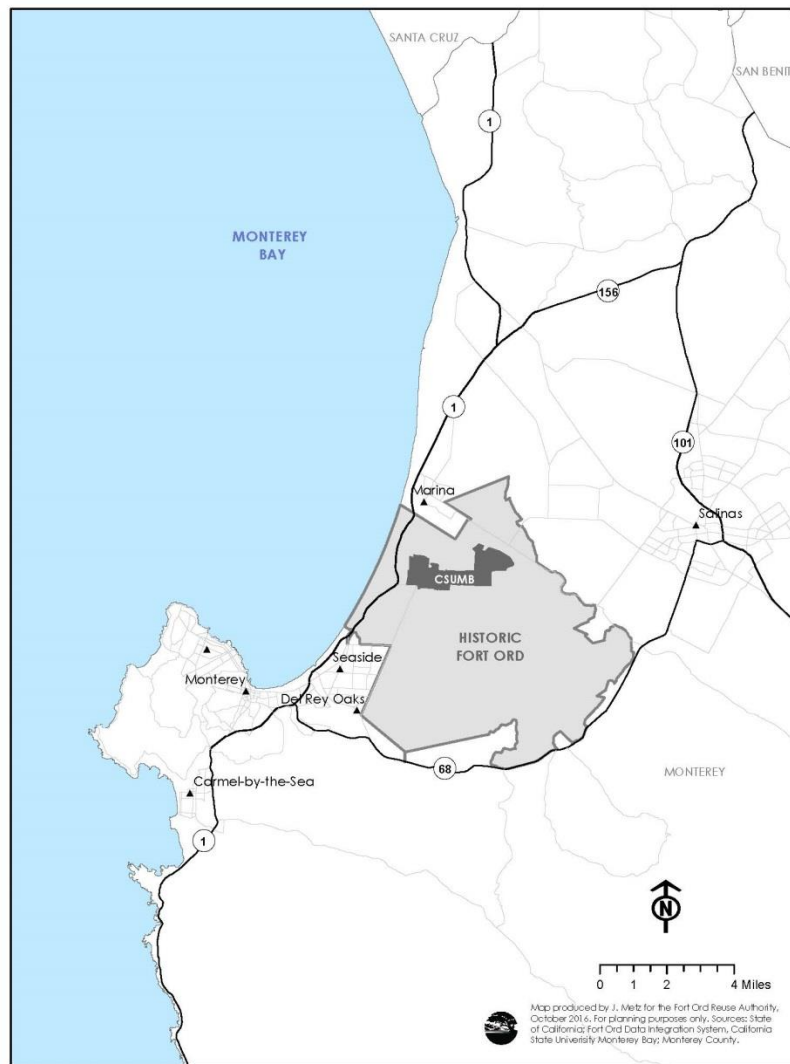 SANTA CRUZ
SAN BENIT
1
MONTEREY
BAY
156
1
101
Marina
Salinas
CSUMB
HISTORIC
FORT ORD
Seaside
Monterey
Del Rey Oaks
68
MONTEREY
Carmel-by-the-Sea
1
N
0 1 2 4 Miles
Map produced by J. Metz for the Fort Ord Reuse Authority,
October 2016. For planning purposes only. Sources: State
of California; Fort Ord Data Integration System, California
State Univerisity Monterey Bay; Monterey County.